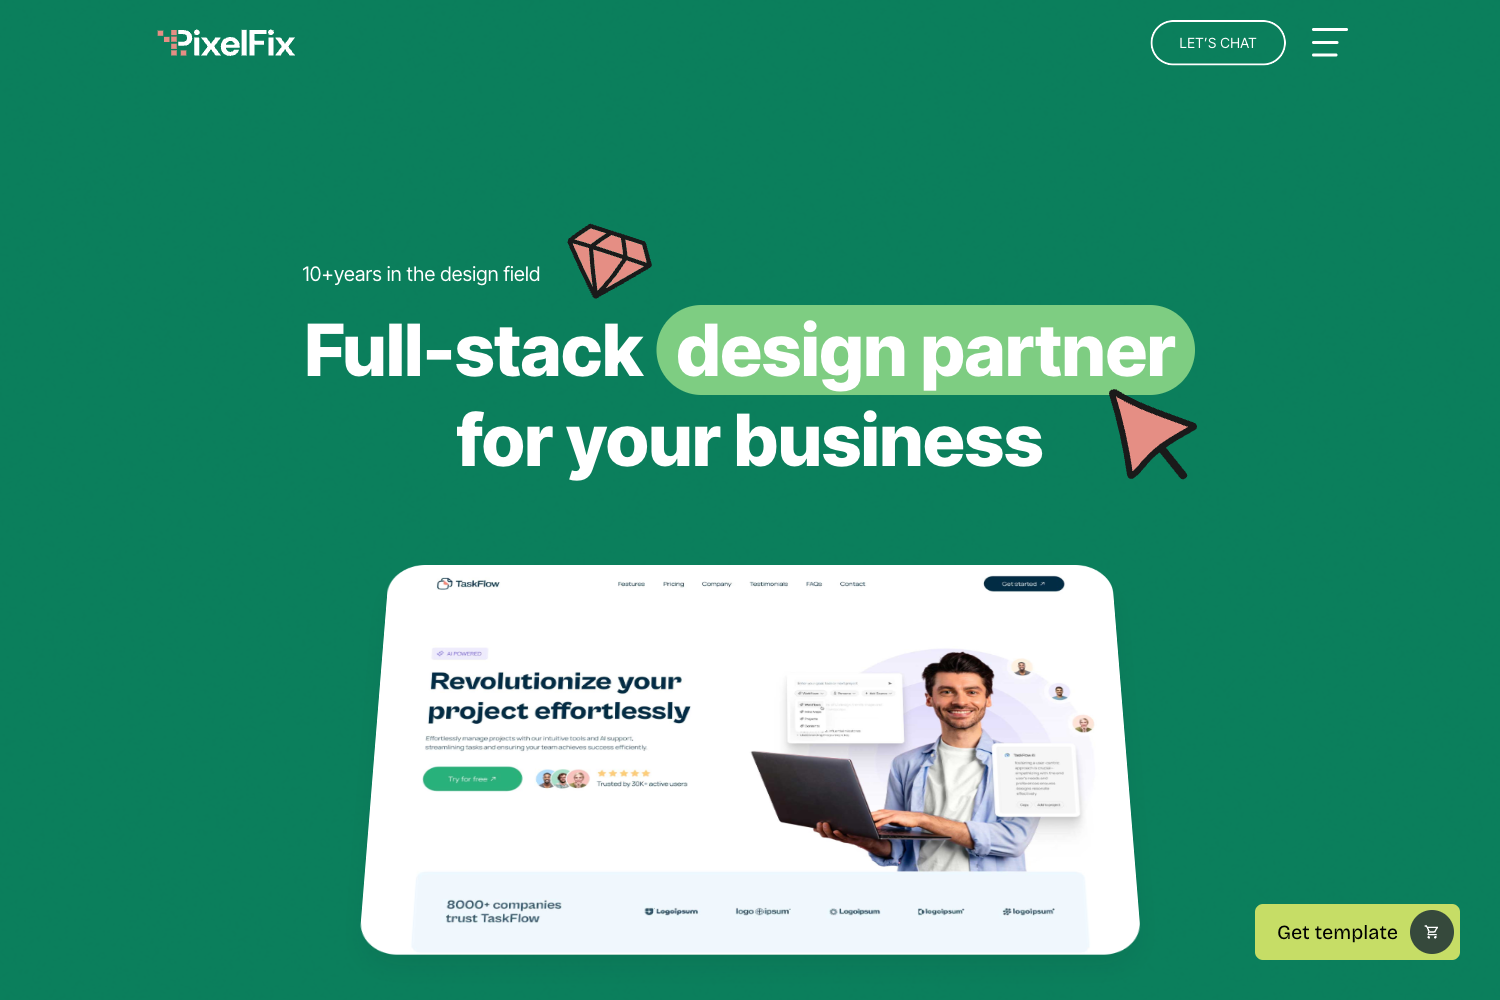 PixelFix
LET'S CHAT
10+years in the design field
Full-stack design partner
for your business
TaskFlow
Features Pricing Company Testimonials FAQs Contact
Get started
AI POWERED
Revolutionize your
project effortlessly
Effortlessly manage projects with our intuitive tools and AI support,
streamlining tasks and ensuring your team achieves success efficiently.
Try for free
Trusted by 30K+ active users
TaskFlow AI
8000+ companies
trust TaskFlow
Logoipsum logo ipsum Logoipsum logoipsum logoipsum
Get template